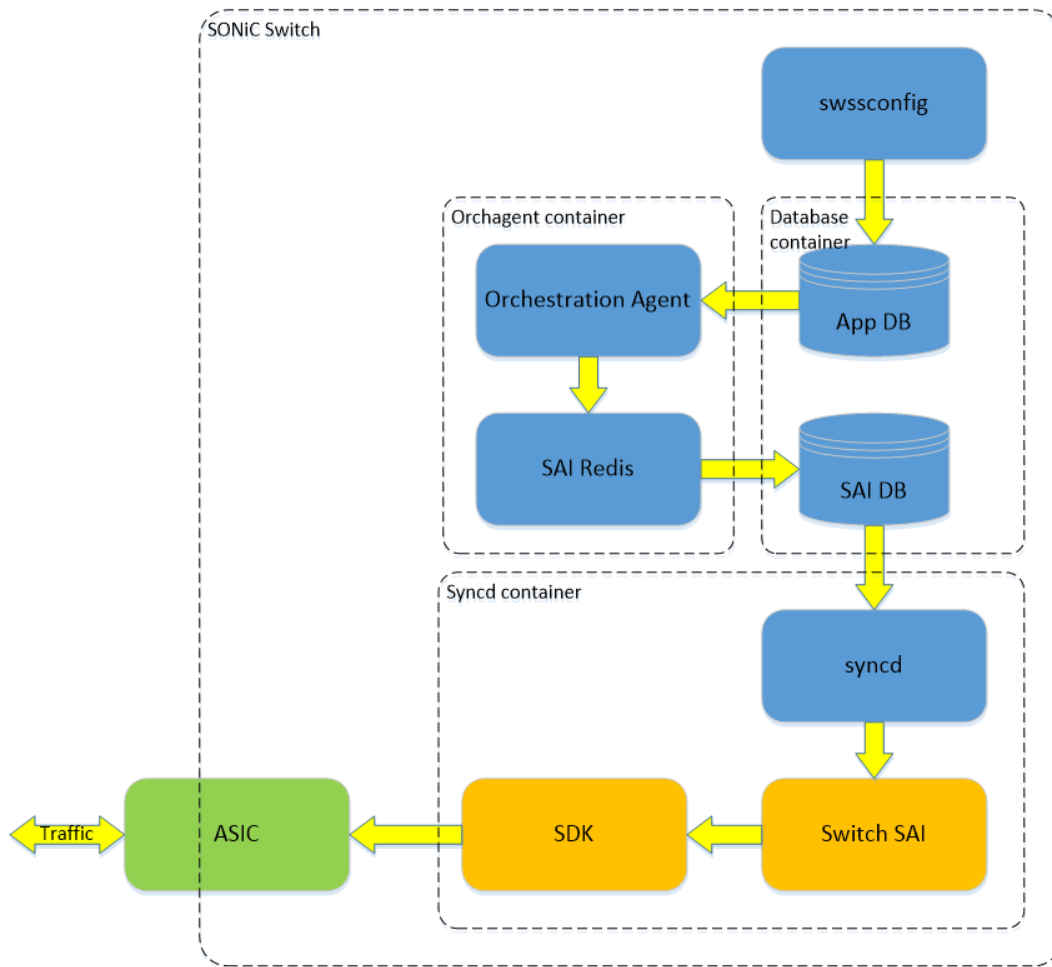 SONiC Switch
swssconfig
Orchagent container
Database
container
Orchestration Agent
App DB
SAI Redis
SAI DB
Syncd container
syncd
Traffic
ASIC
SDK
Switch SAI